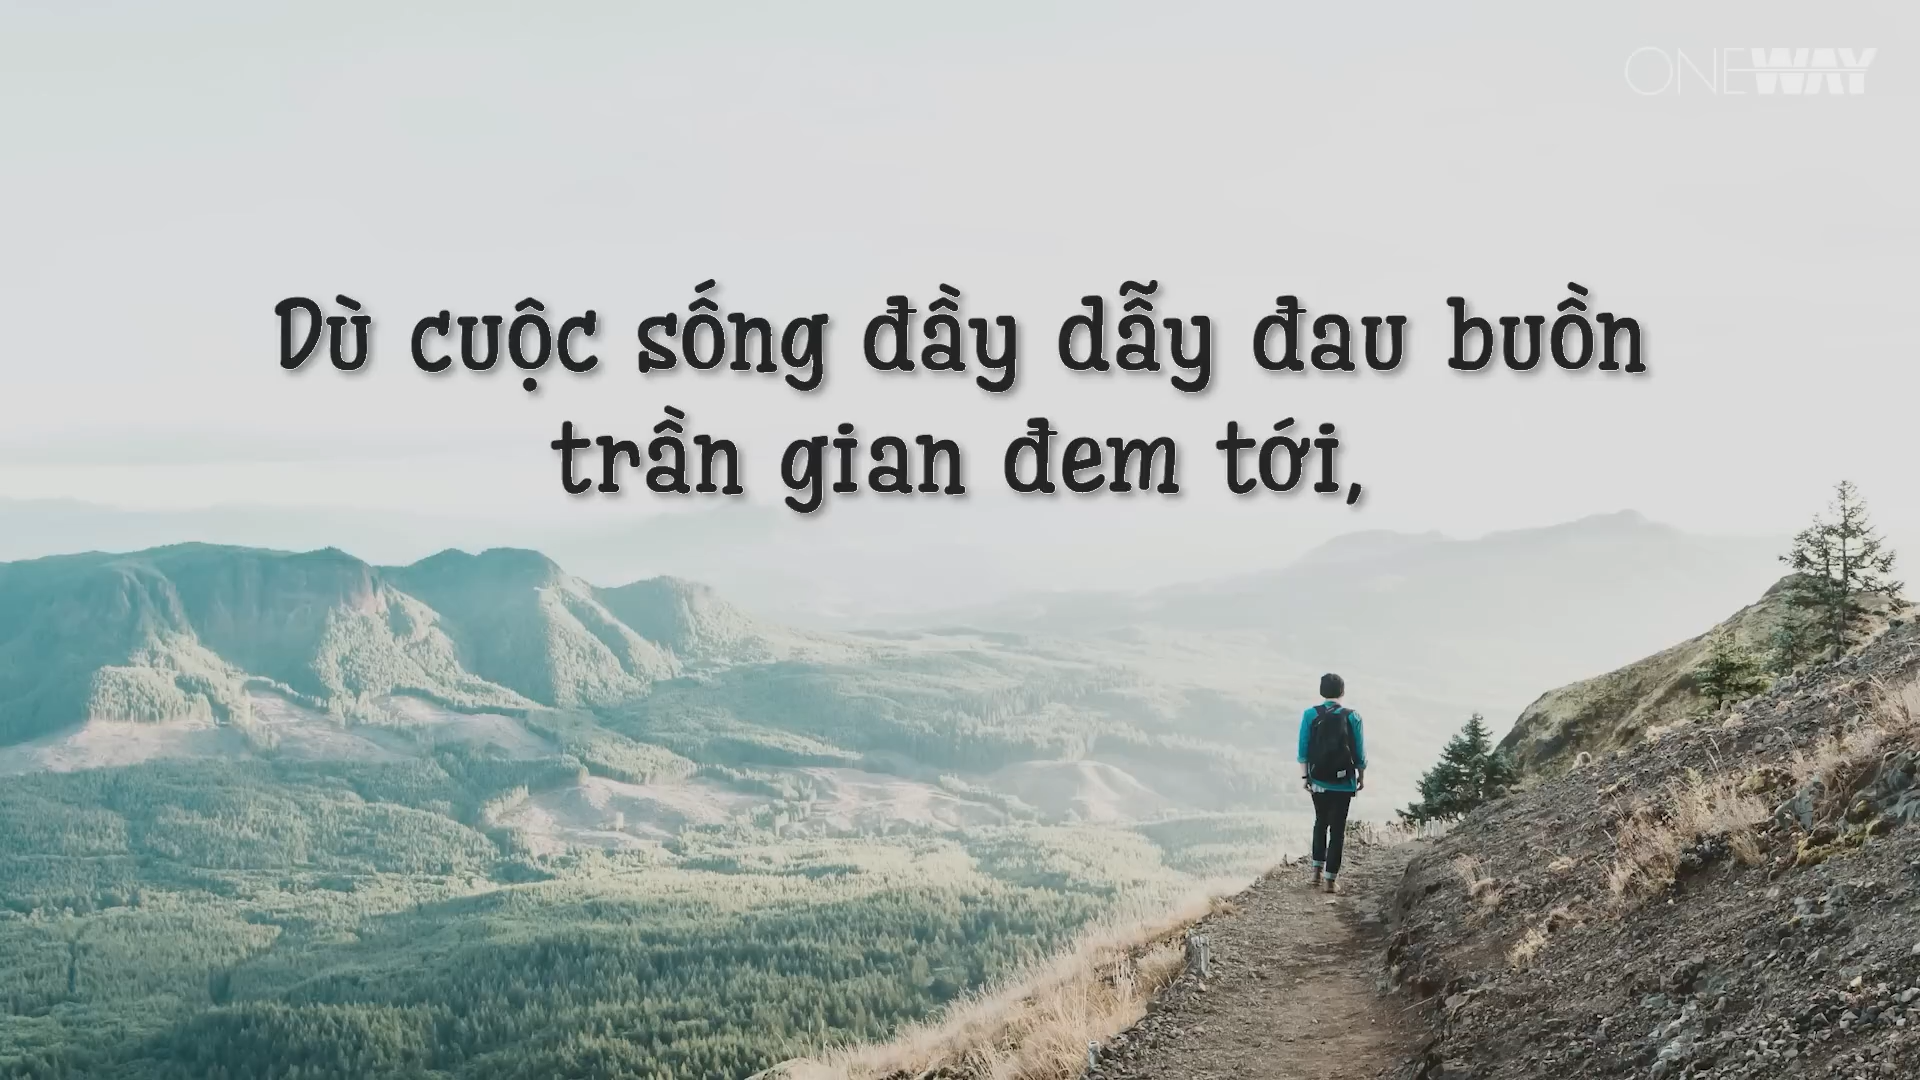 ONEWAY
Dù cuộc sống đầy dẫy đau buồn
trần gian đem tới,